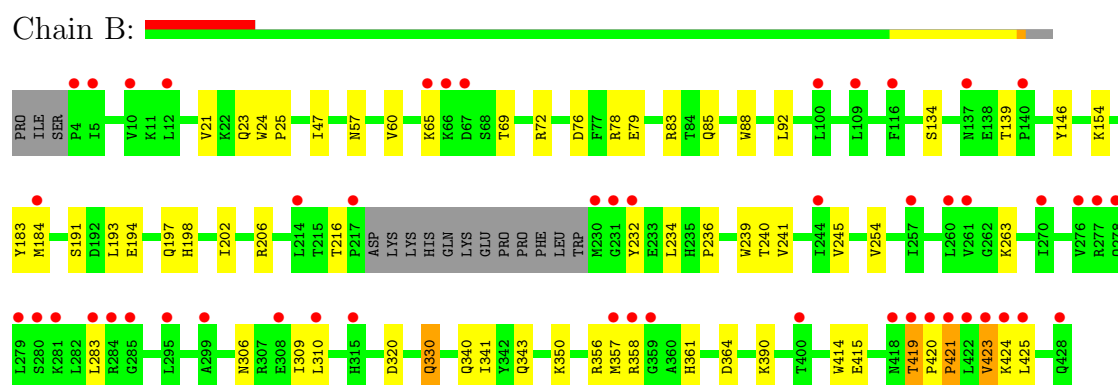 Chain B:
PRO ILE SER P4 I5 V10 K11 L12 V21 K22 Q23 W24 P25 I47 N57 V60 K65 K66 D67 S68 T69 R72 D76 F77 R78 E79 R83 T84 Q85 W88 L92 L100 L109 F116 S134 N137 E138 T139 P140 Y146 K154
Y183 M184 S191 D192 L193 E194 Q197 H198 I202 R206 L214 T215 T216 P217 ASP LYS LYS HIS GLN LYS GLU PRO PRO PHE LEU TRP M230 G231 Y232 E233 L234 H235 P236 W239 T240 V241 I244 V245 V254 I257 L260 V261 G262 K263 I270 V276 R277 Q278
L279 S280 K281 L282 L283 R284 G285 L295 A299 N306 R307 E308 I309 L310 H315 D320 Q330 Q340 I341 Y342 Q343 K350 R356 M357 R358 G359 A360 H361 D364 K390 T400 W414 E415 N418 T419 P420 P421 L422 V423 K424 L425 Q428